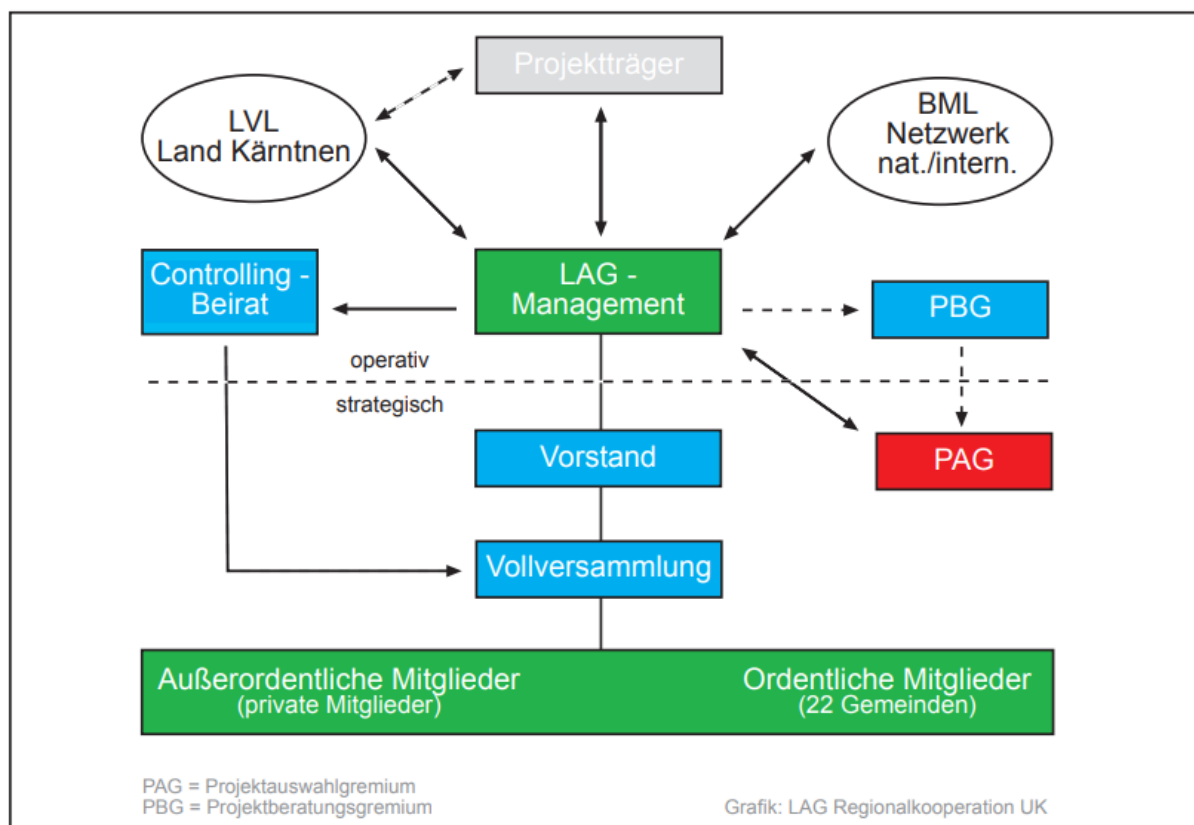 Projektträger
LVL
Land Kärntnen
BML
Netzwerk
nat./intern.
Controlling -
Beirat
LAG -
Management
PBG
operativ
strategisch
Vorstand
PAG
Vollversammlung
Außerordentliche Mitglieder
(private Mitglieder)
Ordentliche Mitglieder
(22 Gemeinden)
PAG = Projektauswahlgremium
PBG = Projektberatungsgremium
Grafik: LAG Regionalkooperation UK